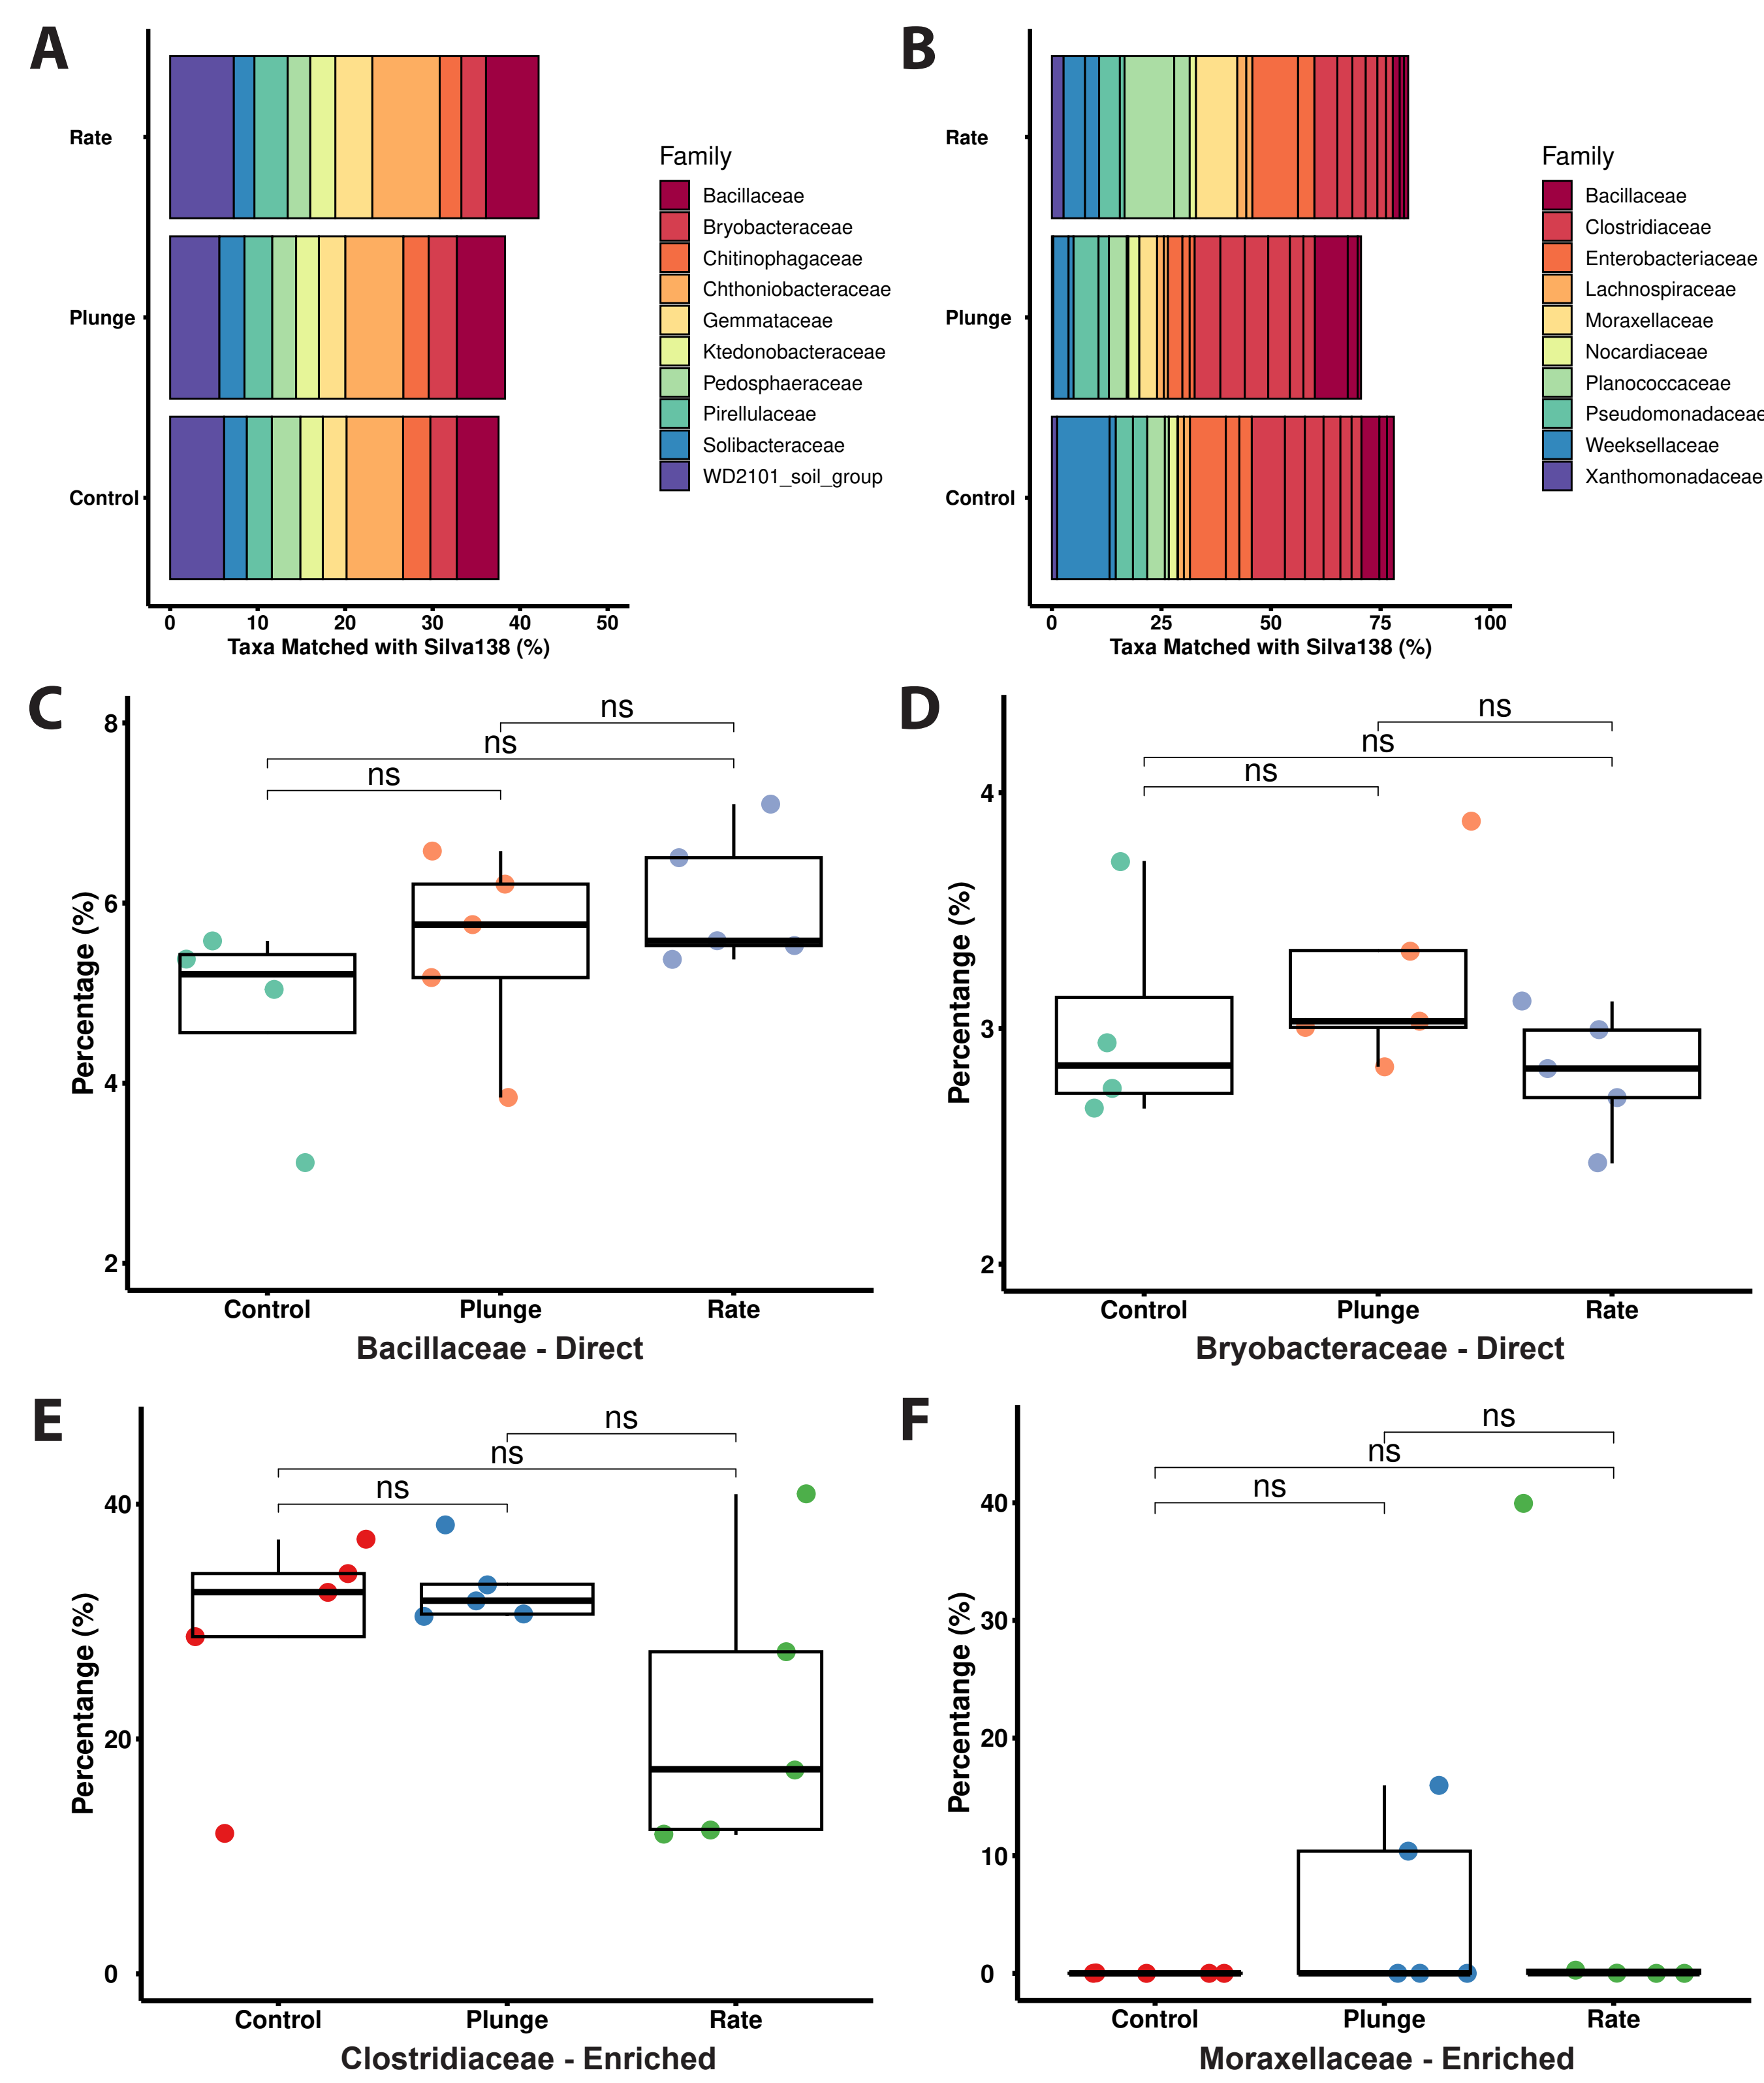 A
Rate
Plunge
Control
0 10 20 30 40 50
Taxa Matched with Silva138 (%)
Family
Bacillaceae
Bryobacteraceae
Chitinophagaceae
Chthoniobacteraceae
Gemmataceae
Ktedonobacteraceae
Pedosphaeraceae
Pirellulaceae
Solibacteraceae
WD2101_soil_group
B
Rate
Plunge
Control
0 25 50 75 100
Taxa Matched with Silva138 (%)
Family
Bacillaceae
Clostridiaceae
Enterobacteriaceae
Lachnospiraceae
Moraxellaceae
Nocardiaceae
Planococcaceae
Pseudomonadaceae
Weeksellaceae
Xanthomonadaceae
C
ns
ns
ns
8
6
4
2
Percentage (%)
Control Plunge Rate
Bacillaceae - Direct
D
ns
ns
ns
4
3
2
Percentange (%)
Control Plunge Rate
Bryobacteraceae - Direct
E
ns
ns
ns
40
20
0
Percentange (%)
Control Plunge Rate
Clostridiaceae - Enriched
F
ns
ns
ns
40
30
20
10
0
Percentange (%)
Control Plunge Rate
Moraxellaceae - Enriched